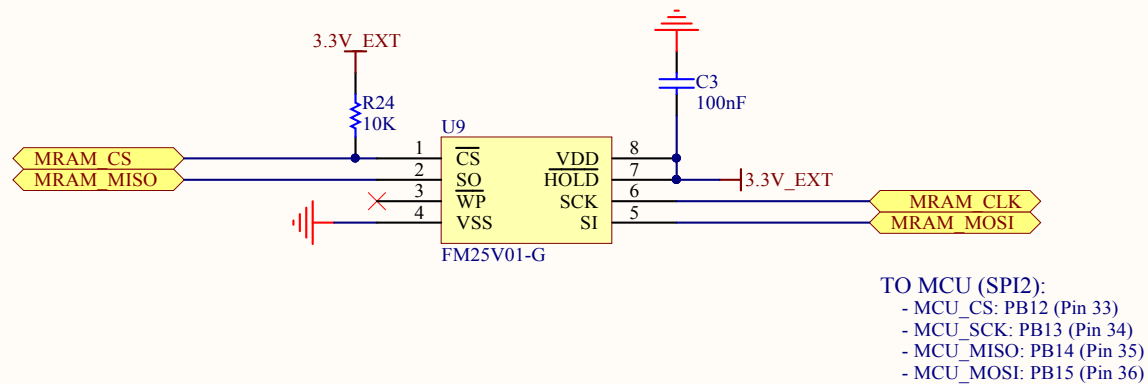 3.3V_EXT
R24
10K
C3
100nF
U9
MRAM_CS
MRAM_MISO
1
2
3
4
CS
SO
WP
VSS
VDD
HOLD
SCK
SI
8
7
6
5
3.3V_EXT
MRAM_CLK
MRAM_MOSI
FM25V01-G
TO MCU (SPI2):
- MCU_CS: PB12 (Pin 33)
- MCU_SCK: PB13 (Pin 34)
- MCU_MISO: PB14 (Pin 35)
- MCU_MOSI: PB15 (Pin 36)